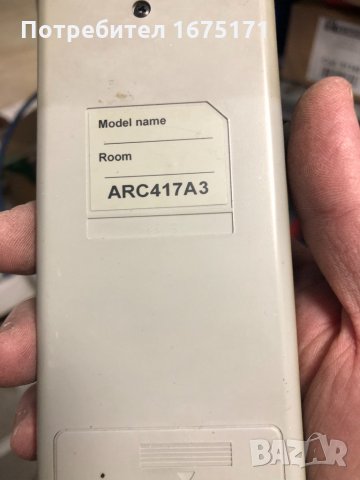 Потребител 1675171
Model name
Room
ARC417A3
BAZAR